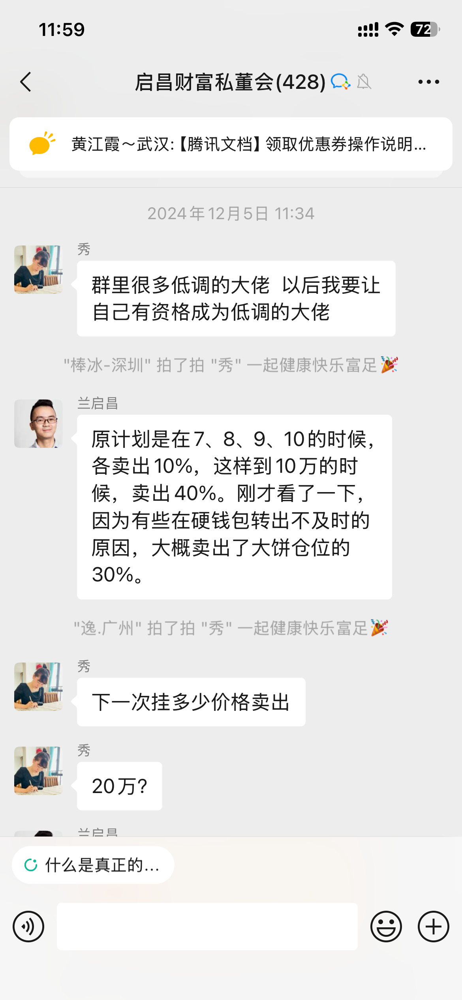 11:59
72
启昌财富私董会(428)
黄江霞～武汉:【腾讯文档】领取优惠券操作说明...
2024年12月5日 11:34
秀
群里很多低调的大佬  以后我要让
自己有资格成为低调的大佬
"棒冰-深圳" 拍了拍 "秀" 一起健康快乐富足🎉
兰启昌
原计划是在7、8、9、10的时候，
各卖出10%，这样到10万的时
候，卖出40%。刚才看了一下，
因为有些在硬钱包转出不及时的
原因，大概卖出了大饼仓位的
30%。
"逸.广州" 拍了拍 "秀" 一起健康快乐富足🎉
秀
下一次挂多少价格卖出
秀
20万?
兰启昌
什么是真正的...